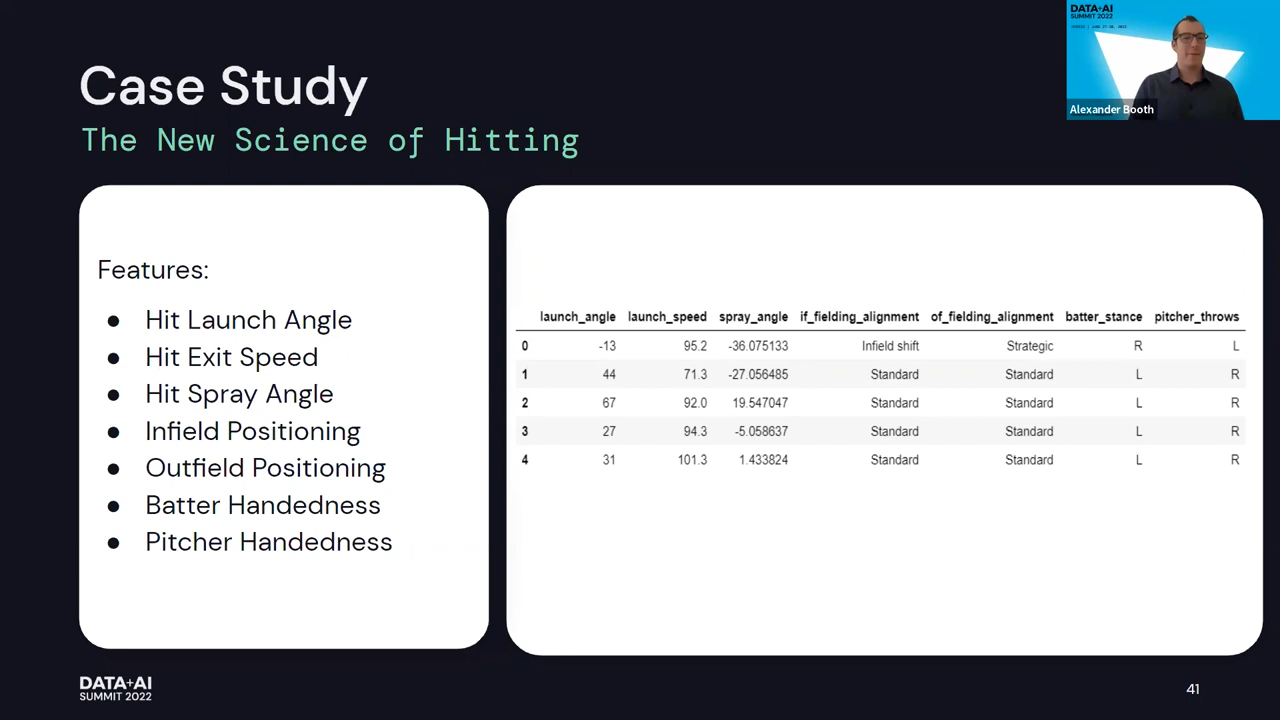 Case Study
The New Science of Hitting
DATA+AI
SUMMIT 2022
Alexander Booth
Features:
● Hit Launch Angle
● Hit Exit Speed
● Hit Spray Angle
● Infield Positioning
● Outfield Positioning
● Batter Handedness
● Pitcher Handedness
launch_angle launch_speed spray_angle if_fielding_alignment of_fielding_alignment batter_stance pitcher_throws
0 -13 95.2 -36.075133 Infield shift Strategic R L
1 44 71.3 -27.056485 Standard Standard L R
2 67 92.0 19.547047 Standard Standard L R
3 27 94.3 -5.058637 Standard Standard L R
4 31 101.3 1.433824 Standard Standard L R
DATA+AI
SUMMIT 2022
41